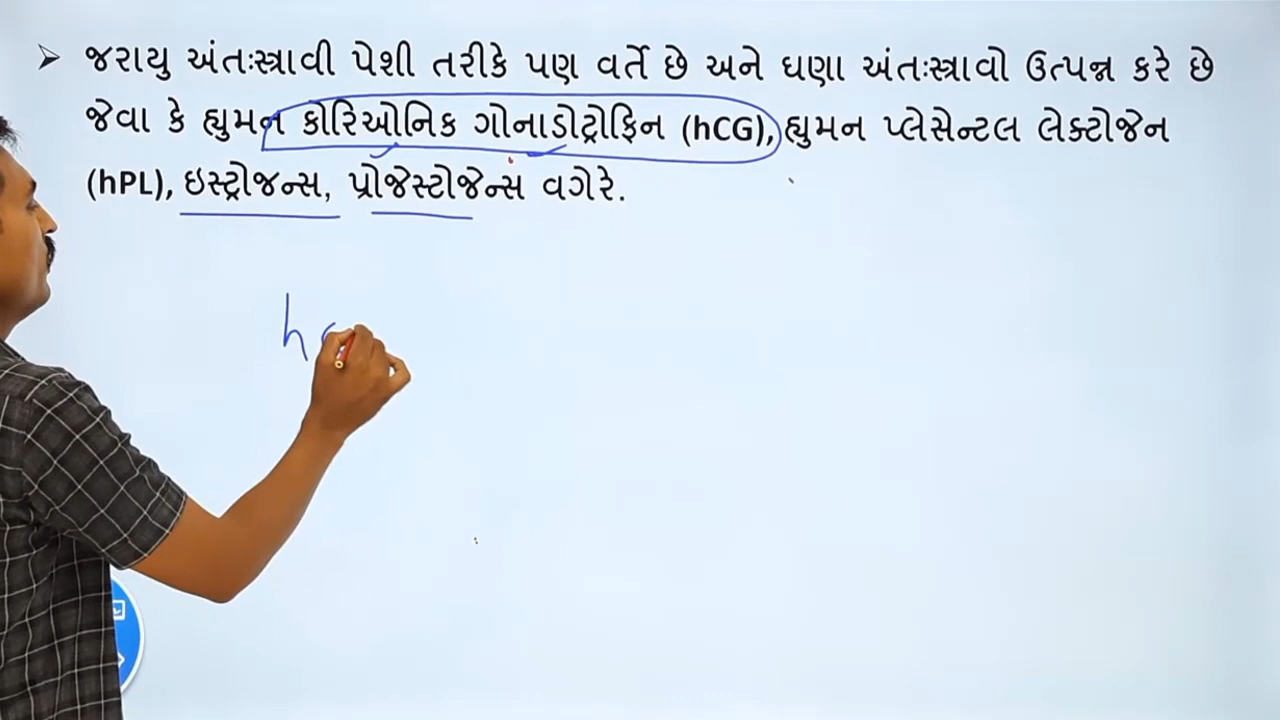 ➢ જરાયુ અંતઃસ્ત્રાવી પેશી તરીકે પણ વર્તે છે અને ઘણા અંતઃસ્ત્રાવો ઉત્પન્ન કરે છે
જેવા કે હ્યુમન કોરિઓનિક ગોનાડોટ્રોફિન (hCG), હ્યુમન પ્લેસેન્ટલ લેક્ટોજેન
(hPL), ઇસ્ટ્રોજન્સ, પ્રોજેસ્ટોજેન્સ વગેરે.
h